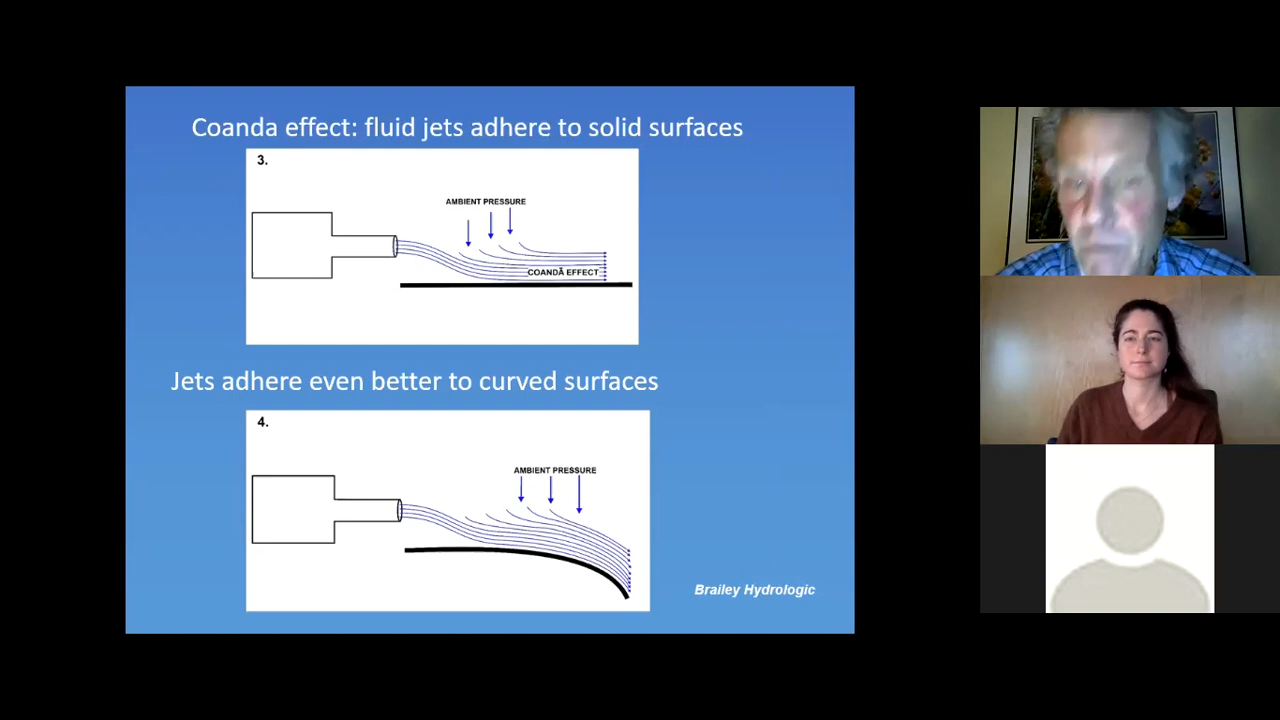 Coanda effect: fluid jets adhere to solid surfaces
3.
AMBIENT PRESSURE
COANDĂ EFFECT
Jets adhere even better to curved surfaces
4.
AMBIENT PRESSURE
Brailey Hydrologic